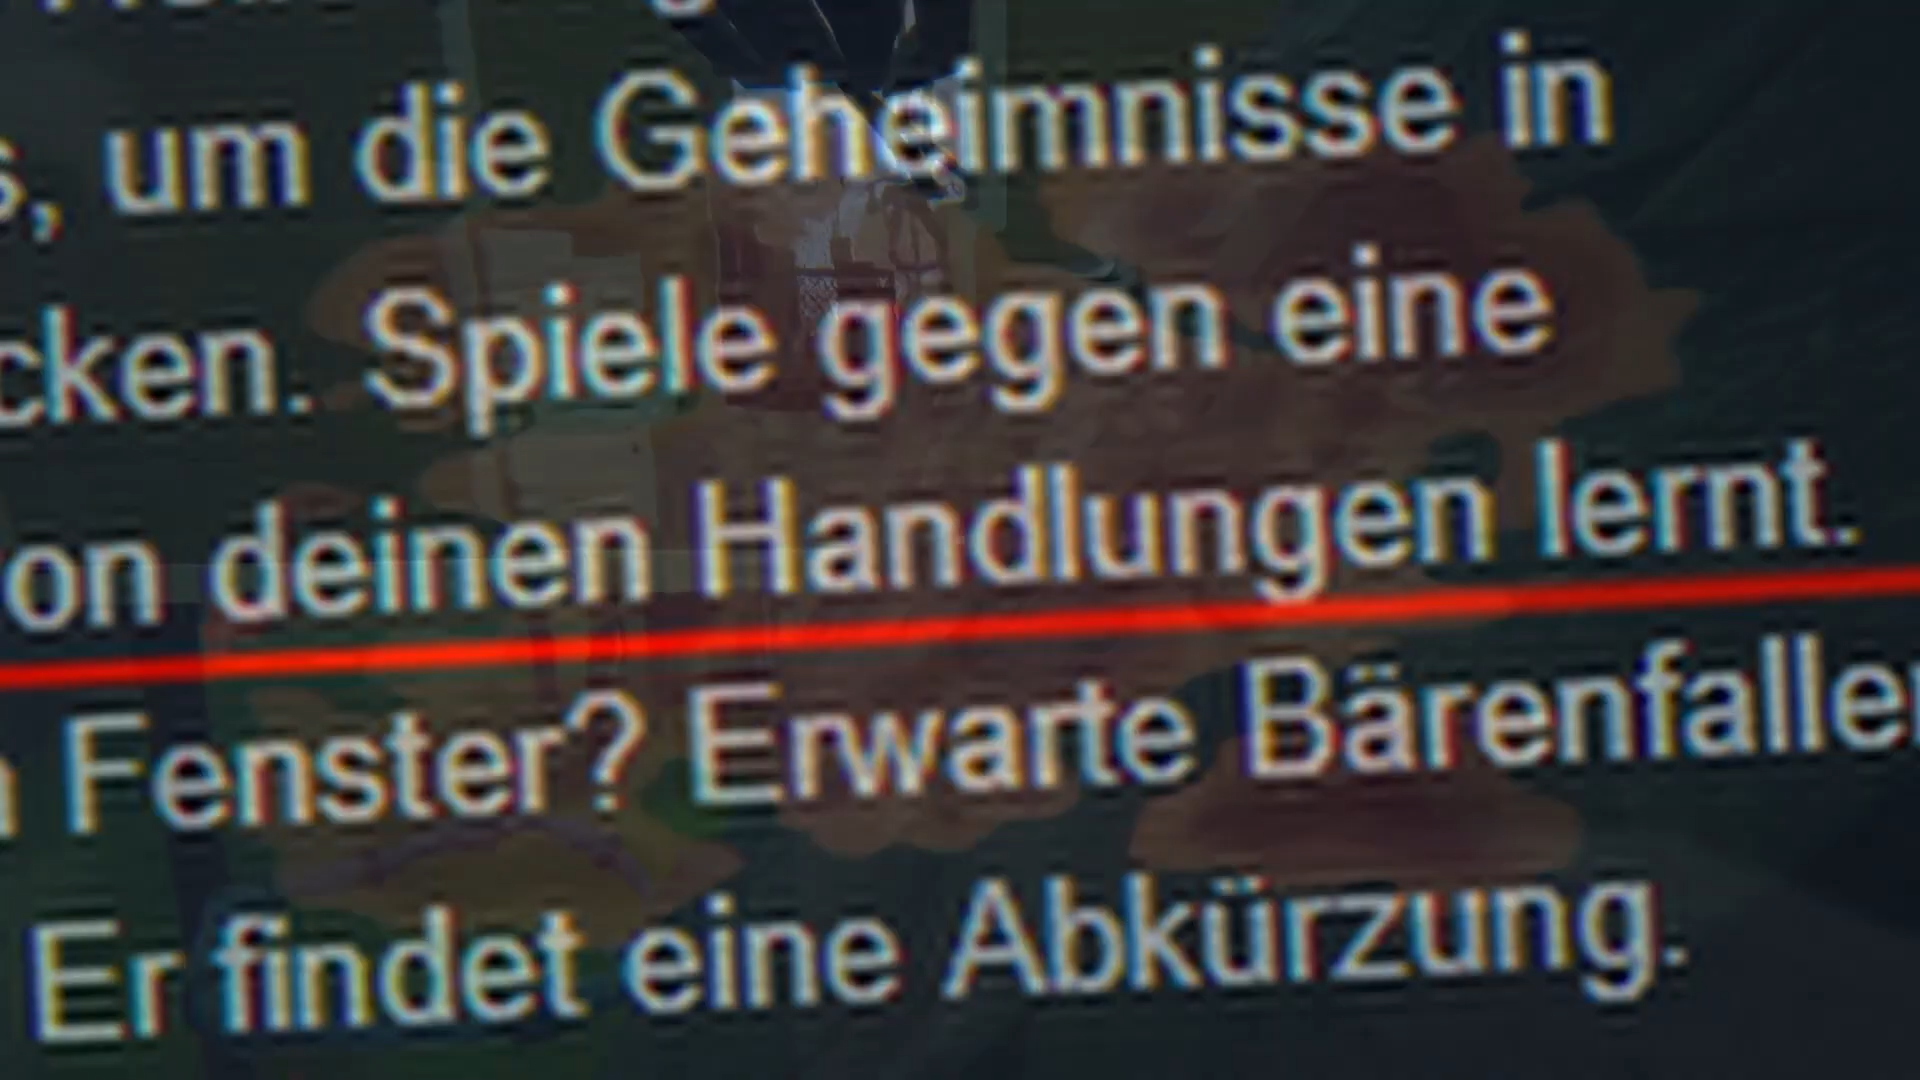 , um die Geheimnisse in
cken. Spiele gegen eine
on deinen Handlungen lernt.
Fenster? Erwarte Bärenfallen
Er findet eine Abkürzung.